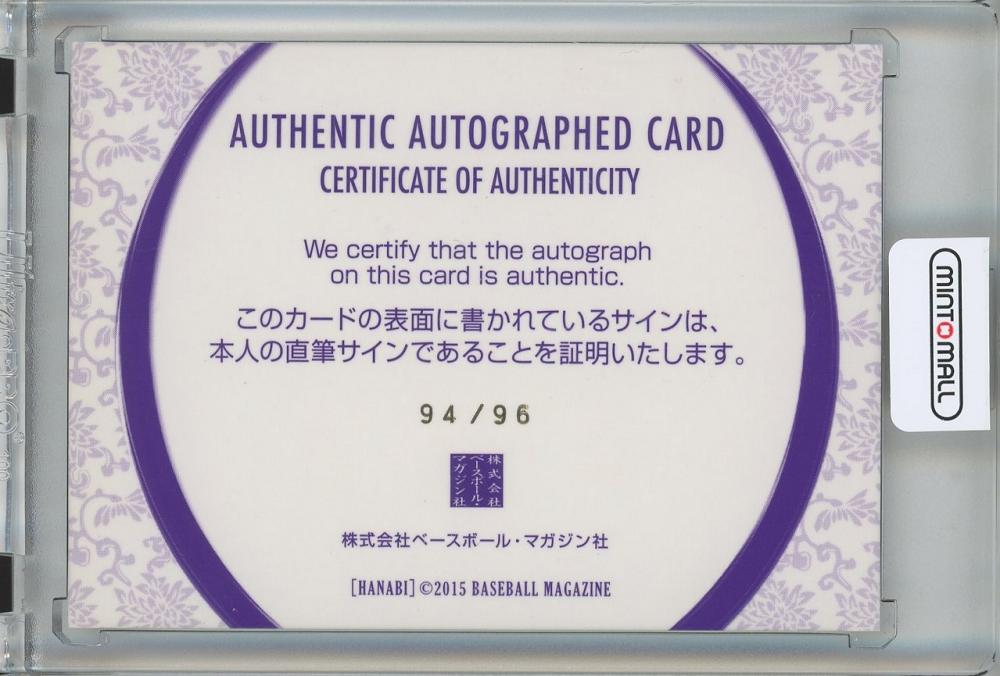 AUTHENTIC AUTOGRAPHED CARD
CERTIFICATE OF AUTHENTICITY
We certify that the autograph
on this card is authentic.
このカードの表面に書かれているサインは、
本人の直筆サインであることを証明いたします。
94/96
株式会社
ベースボール・
マガジン社
株式会社ベースボール・マガジン社
[HANABI] ©2015 BASEBALL MAGAZINE
MINTMALL